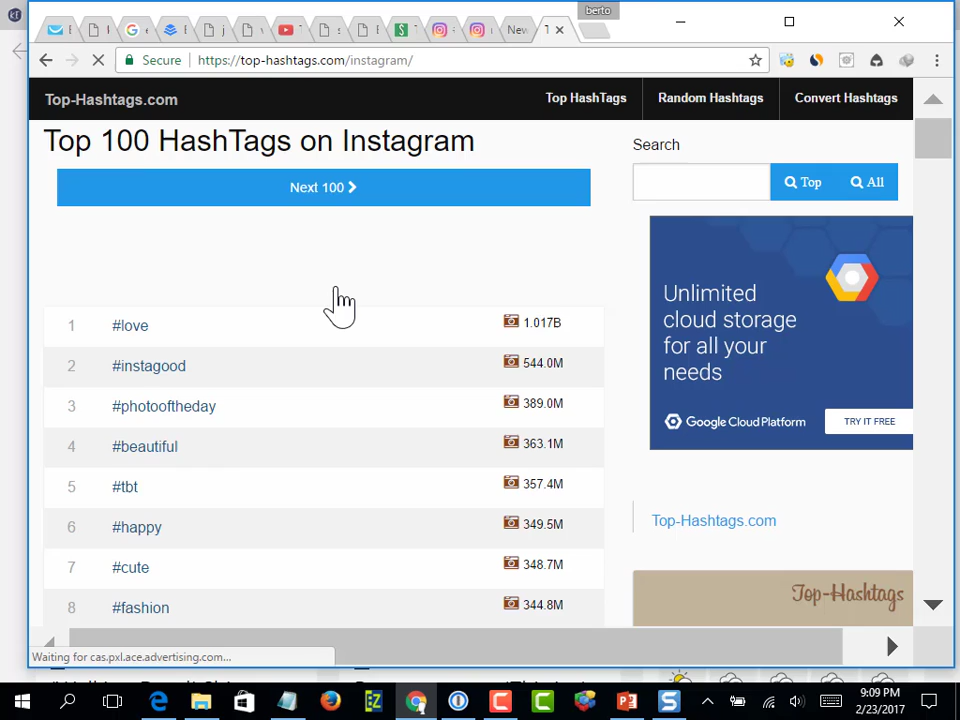 berto
New
Secure
https://top-hashtags.com/instagram/
Top-Hashtags.com
Top HashTags
Random Hashtags
Convert Hashtags
Top 100 HashTags on Instagram
Next 100
Search
Top
All
1 #love 1.017B
2 #instagood 544.0M
3 #photooftheday 389.0M
4 #beautiful 363.1M
5 #tbt 357.4M
6 #happy 349.5M
7 #cute 348.7M
8 #fashion 344.8M
Unlimited
cloud storage
for all your
needs
Google Cloud Platform
TRY IT FREE
Top-Hashtags.com
Top-Hashtags
Waiting for cas.pxl.ace.advertising.com...
9:09 PM
2/23/2017